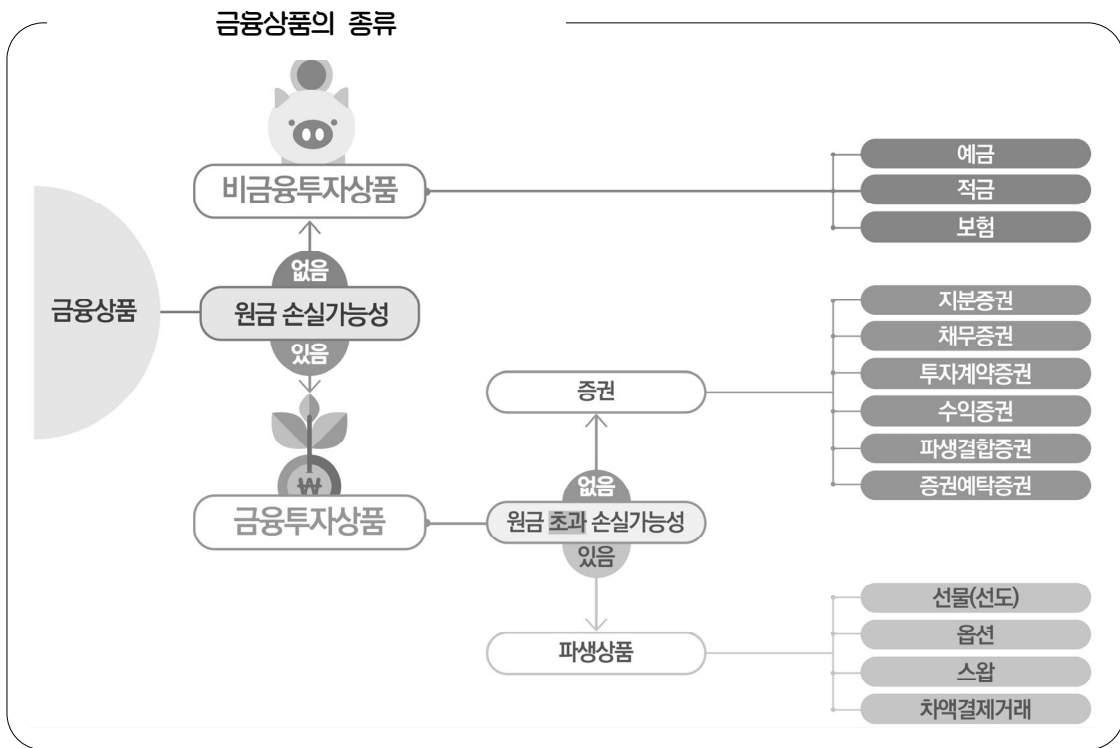 금융상품의 종류
비금융투자상품
예금
적금
보험
금융상품
없음
원금 손실가능성
있음
₩
금융투자상품
증권
지분증권
채무증권
투자계약증권
수익증권
파생결합증권
증권예탁증권
없음
원금 초과 손실가능성
있음
파생상품
선물(선도)
옵션
스왑
차액결제거래